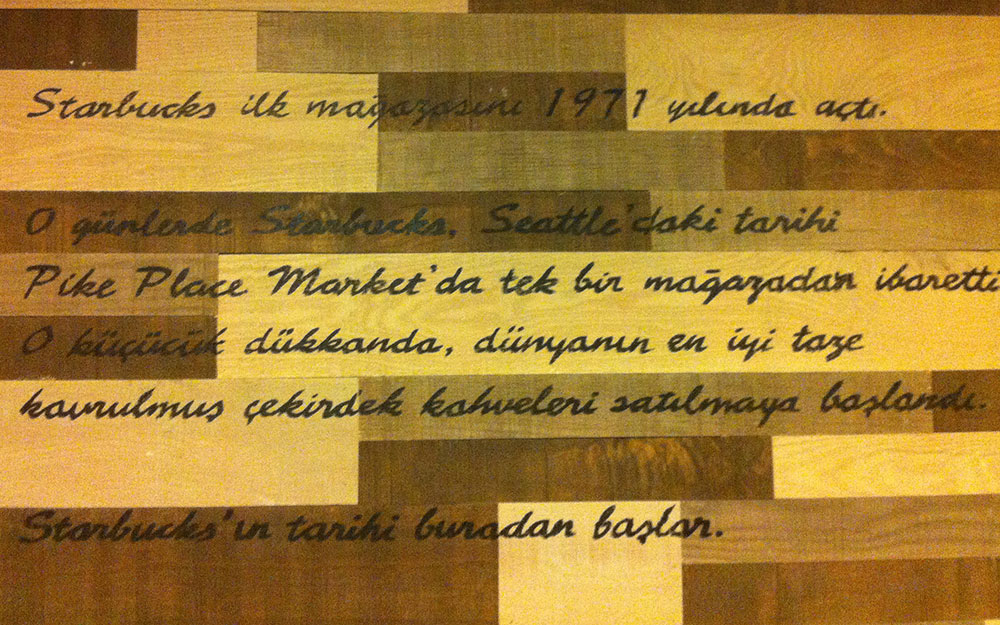 Starbucks ilk mağazasını 1971 yılında açtı.
O günlerde Starbucks, Seattle'daki tarihi
Pike Place Market'da tek bir mağazadan ibaretti
O küçücük dükkanda, dünyanın en iyi taze
kavrulmuş çekirdek kahveleri satılmaya başlandı.
Starbucks'ın tarihi buradan başlar.